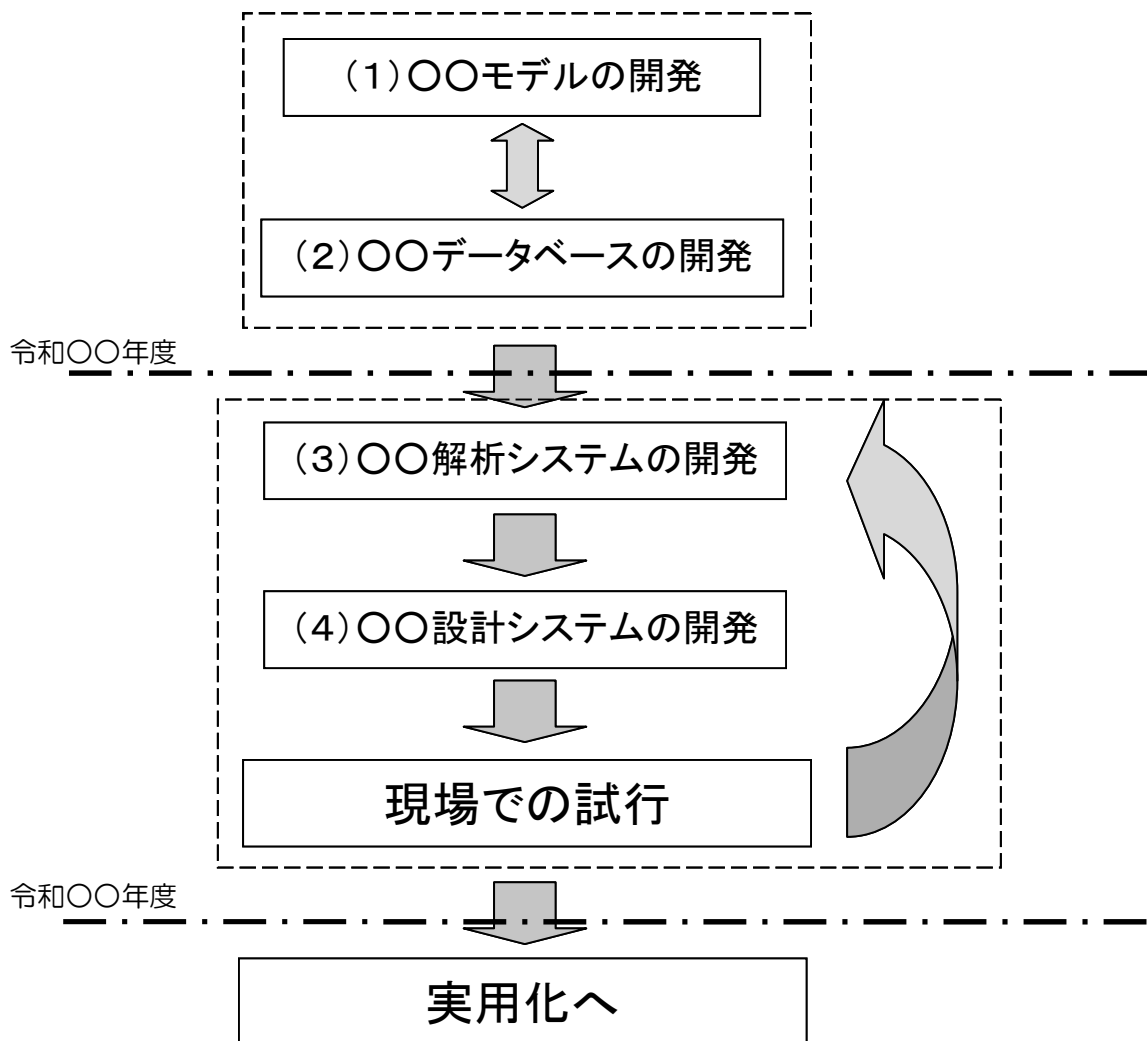 （１）〇〇モデルの開発
（２）〇〇データベースの開発
令和〇〇年度
（３）〇〇解析システムの開発
（４）〇〇設計システムの開発
現場での試行
令和〇〇年度
実用化へ